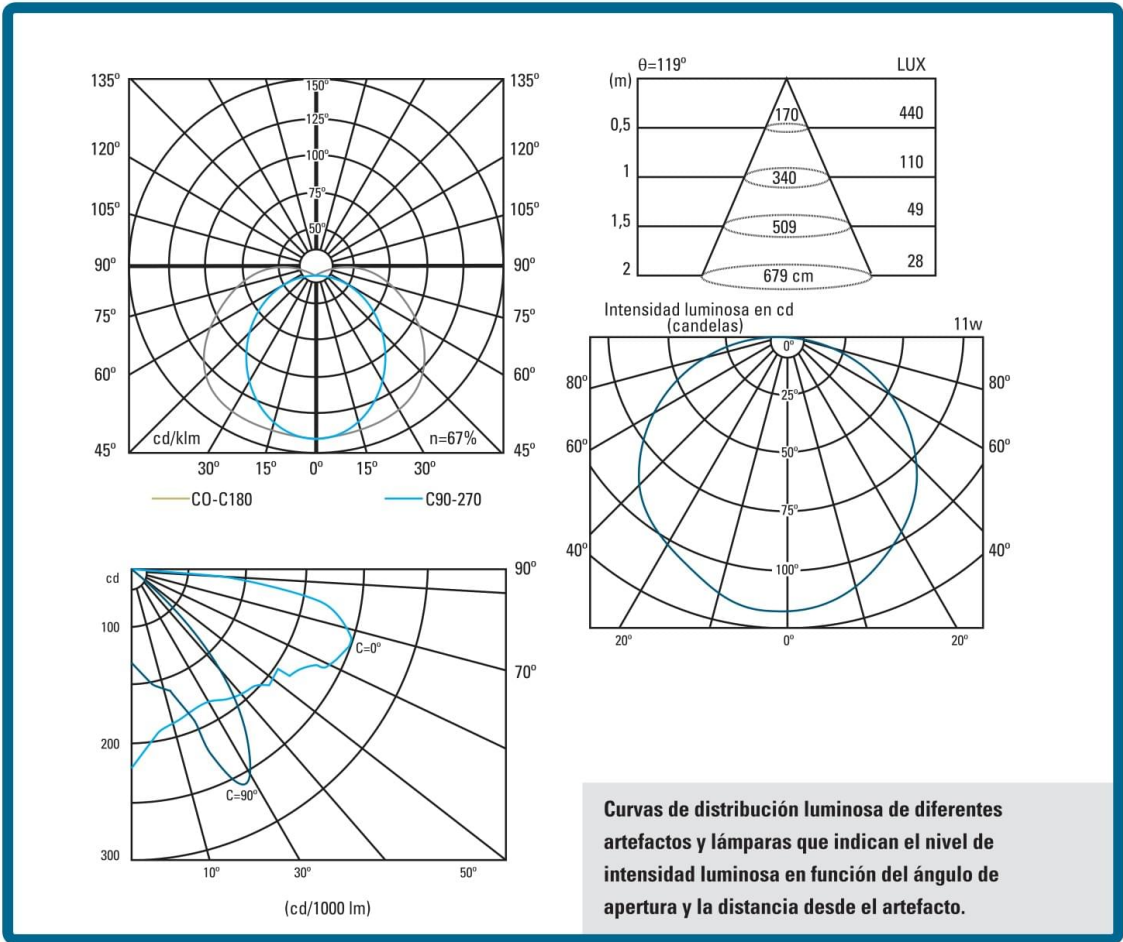 135º 135º
150º
120º 125º 120º
100º
105º 75º 105º
50º
90º 90º
75º 75º
60º 60º
cd/klm n=67%
45º 45º
30º 15º 0º 15º 30º
CO-C180 C90-270
θ=119º LUX
(m)
170 440
0,5
110
1 340
49
1,5 509
28
2 679 cm
Intensidad luminosa en cd
(candelas) 11w
0º
80º 25º 80º
60º 50º 60º
75º
40º 100º 40º
20º 0º 20º
cd 90º
100
C=0º
70º
200
C=90º
300
10º 30º 50º
(cd/1000 lm)
Curvas de distribución luminosa de diferentes
artefactos y lámparas que indican el nivel de
intensidad luminosa en función del ángulo de
apertura y la distancia desde el artefacto.